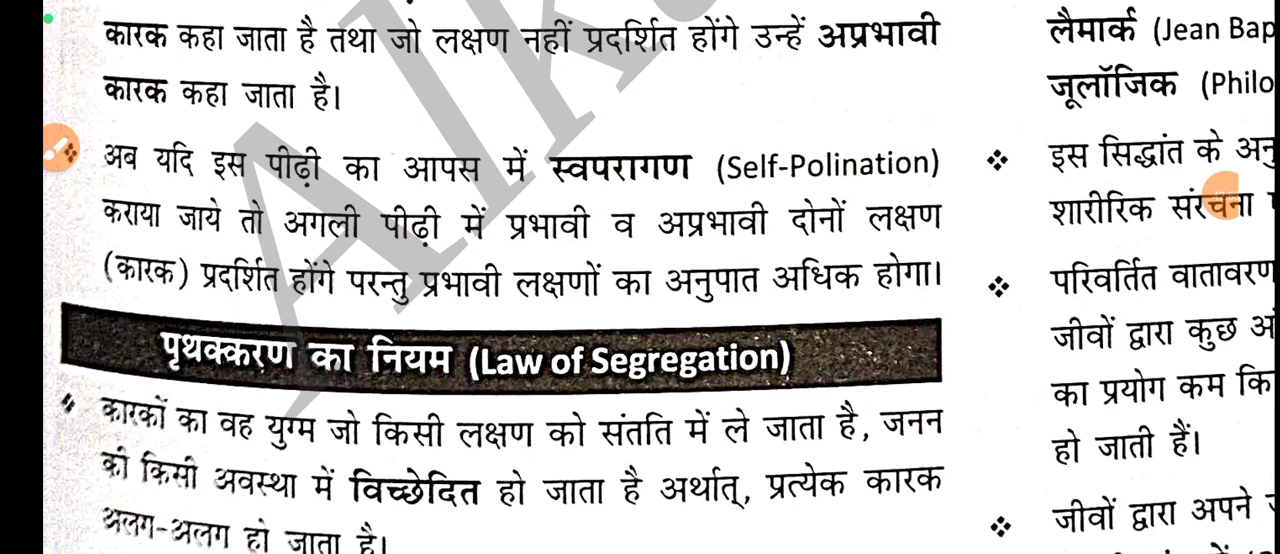 कारक कहा जाता है तथा जो लक्षण नहीं प्रदर्शित होंगे उन्हें अप्रभावी
कारक कहा जाता है।
अब यदि इस पीढ़ी का आपस में स्वपरागण (Self-Polination)
कराया जाये तो अगली पीढ़ी में प्रभावी व अप्रभावी दोनों लक्षण
(कारक) प्रदर्शित होंगे परन्तु प्रभावी लक्षणों का अनुपात अधिक होगा।
पृथक्करण का नियम (Law of Segregation)
कारकों का वह युग्म जो किसी लक्षण को संतति में ले जाता है, जनन
की किसी अवस्था में विच्छेदित हो जाता है अर्थात्, प्रत्येक कारक
अलग-अलग हो जाता है।
लैमार्क (Jean Bap
जूलॉजिक (Philo
इस सिद्धांत के अनु
शारीरिक संरचना
परिवर्तित वातावरण
जीवों द्वारा कुछ
का प्रयोग कम कि
हो जाती हैं।
जीवों द्वारा अपने